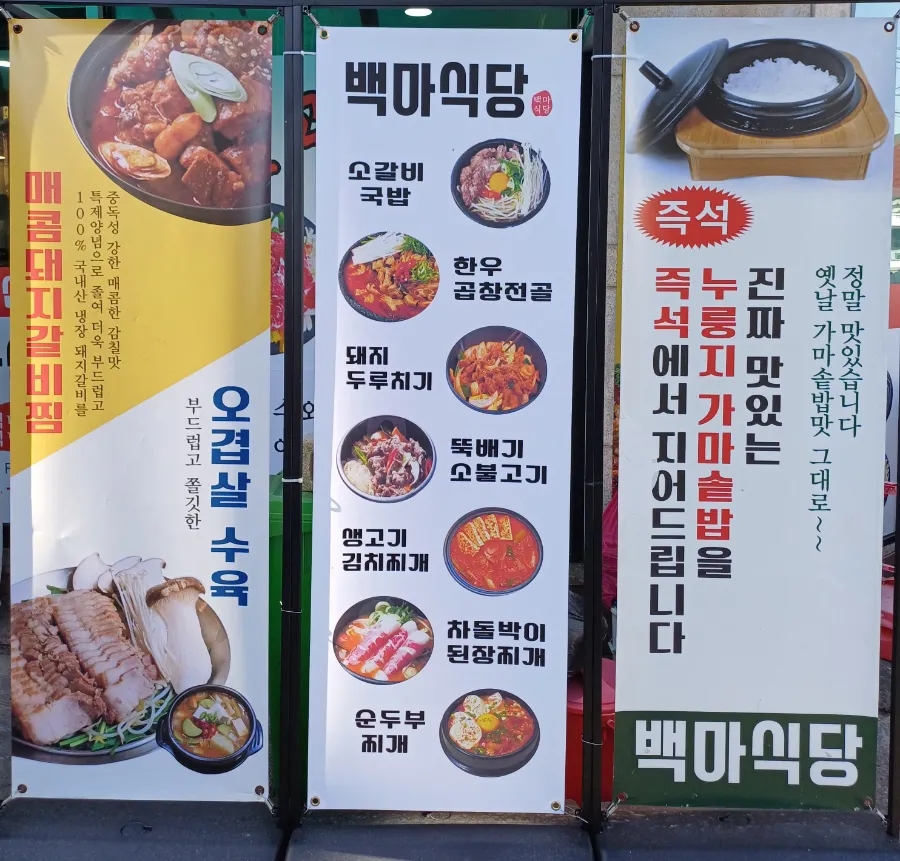 매콤돼지갈비찜
중독성 강한 매콤한 감칠맛
특제양념으로 졸여 더욱 부드럽고
100% 국내산 냉장 돼지갈비를
오겹살 수육
부드럽고 쫄깃한
백마식당
백마
식당
소갈비
국밥
한우
곱창전골
돼지
두루치기
뚝배기
소불고기
생고기
김치찌개
차돌박이
된장찌개
순두부
찌개
즉석
정말 맛있습니다
옛날 가마솥밥맛 그대로~~
진짜 맛있는
누룽지 가마솥밥을
즉석에서 지어드립니다
백마식당